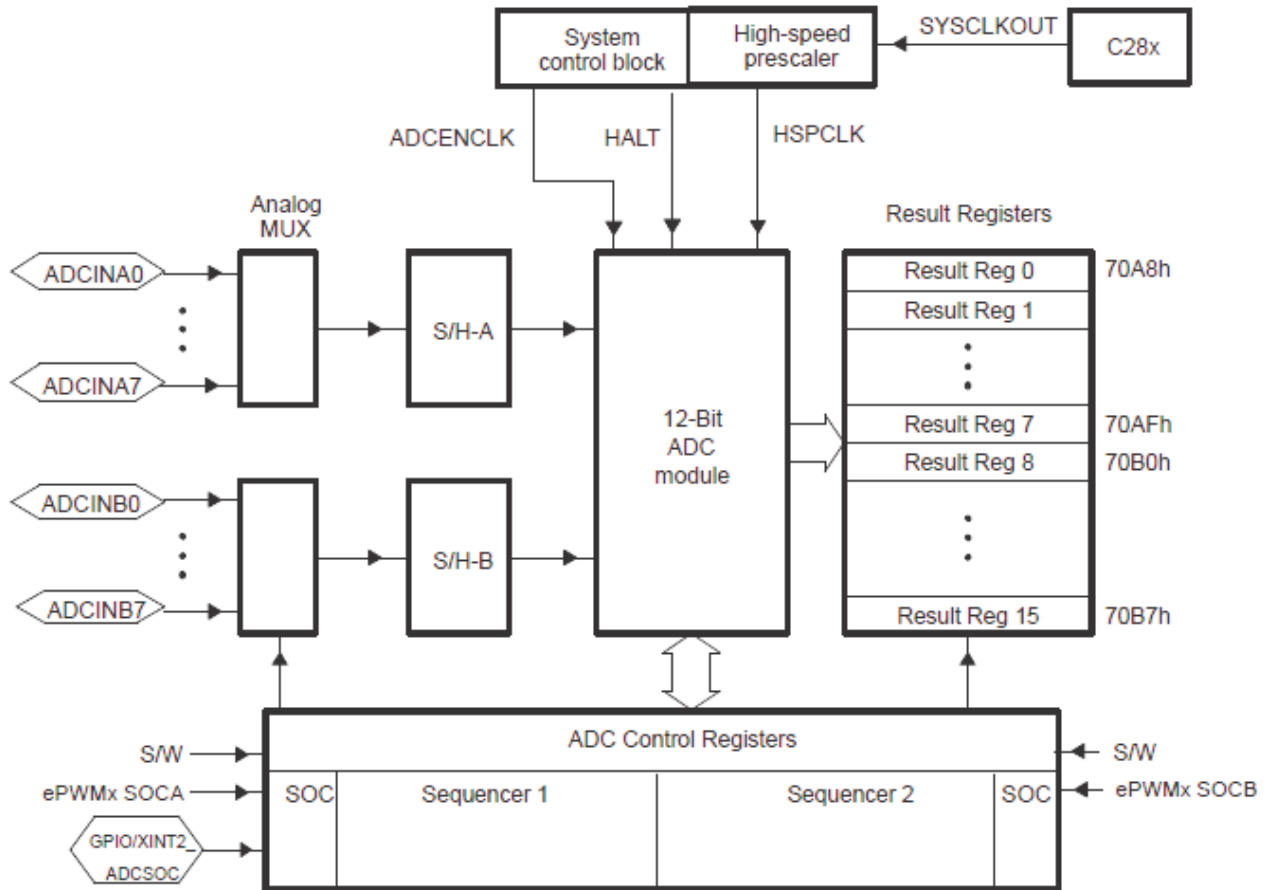 System
control block
High-speed
prescaler
SYSCLKOUT
C28x
ADCENCLK
HALT
HSPCLK
Analog
MUX
Result Registers
ADCINA0
ADCINA7
S/H-A
12-Bit
ADC
module
Result Reg 0
70A8h
Result Reg 1
Result Reg 7
70AFh
Result Reg 8
70B0h
Result Reg 15
70B7h
ADCINB0
ADCINB7
S/H-B
ADC Control Registers
S/W
S/W
ePWMx SOCA
SOC
Sequencer 1
Sequencer 2
SOC
ePWMx SOCB
GPIO/XINT2_
ADCSOC